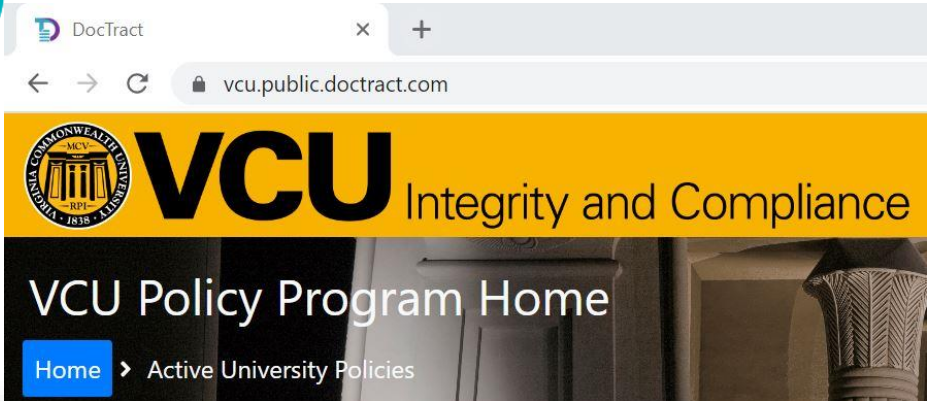 DocTract
vcu.public.doctract.com
VIRGINIA COMMONWEALTH UNIVERSITY
MCV
RPI
1838
VCU Integrity and Compliance
VCU Policy Program Home
Home > Active University Policies